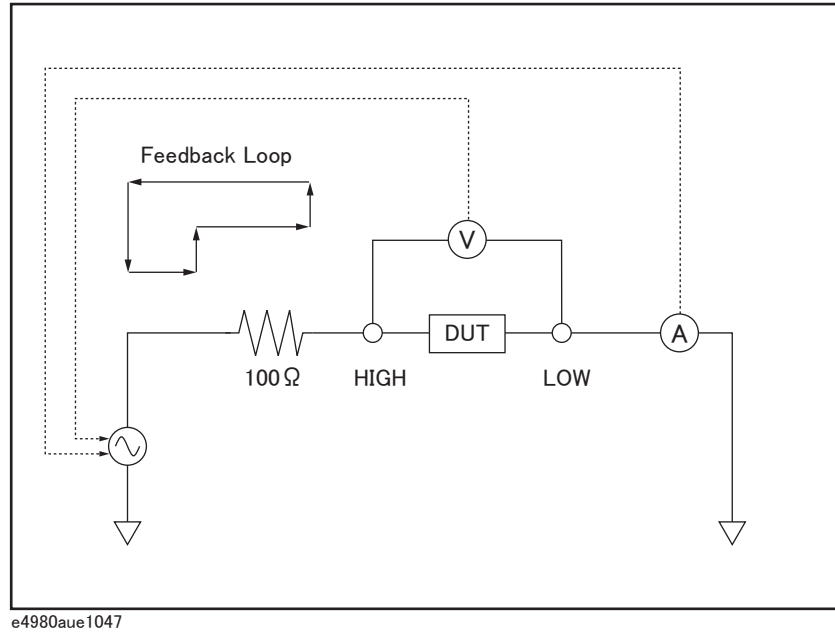 Feedback Loop
V
DUT
A
100Ω
HIGH
LOW
e4980aue1047